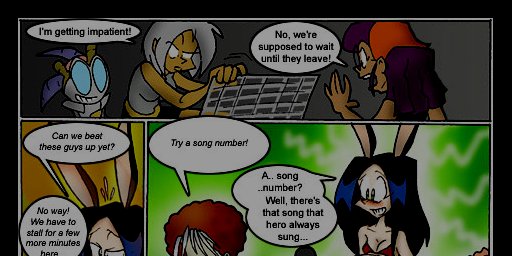 I'm getting impatient!
No, we're
supposed to wait
until they leave!
Can we beat
these guys up yet?
No way!
We have to
stall for a few
more minutes
here...
Try a song number!
A.. song
..number?
Well, there's
that song that
hero always
sung...